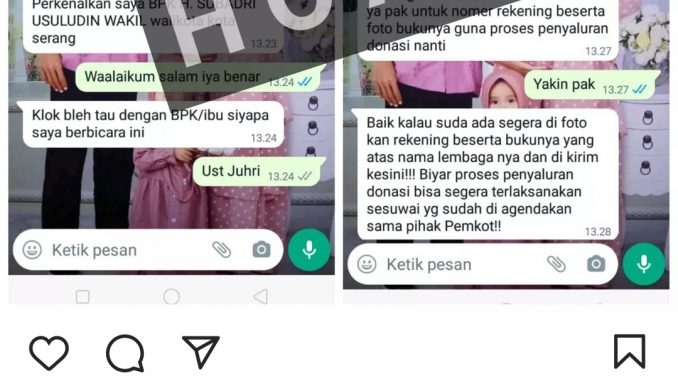 Perkenalkan saya BPK H. SUBADRI
USULUDIN WAKIL walikota kota
serang
13.23
Waalaikum salam iya benar
13.24
Klok bleh tau dengan BPK/ibu siyapa
saya berbicara ini
13.24
Ust Juhri
13.24
Ketik pesan
ya pak untuk nomer rekening beserta
foto bukunya guna proses penyaluran
donasi nanti
13.27
Yakin pak
13.27
Baik kalau suda ada segera di foto
kan rekening beserta bukunya yang
atas nama lembaga nya dan di kirim
kesini!!! Biyar proses penyaluran
donasi bisa segera terlaksanakan
sesuwai yg sudah di agendakan
sama pihak Pemkot!!
13.28
Ketik pesan